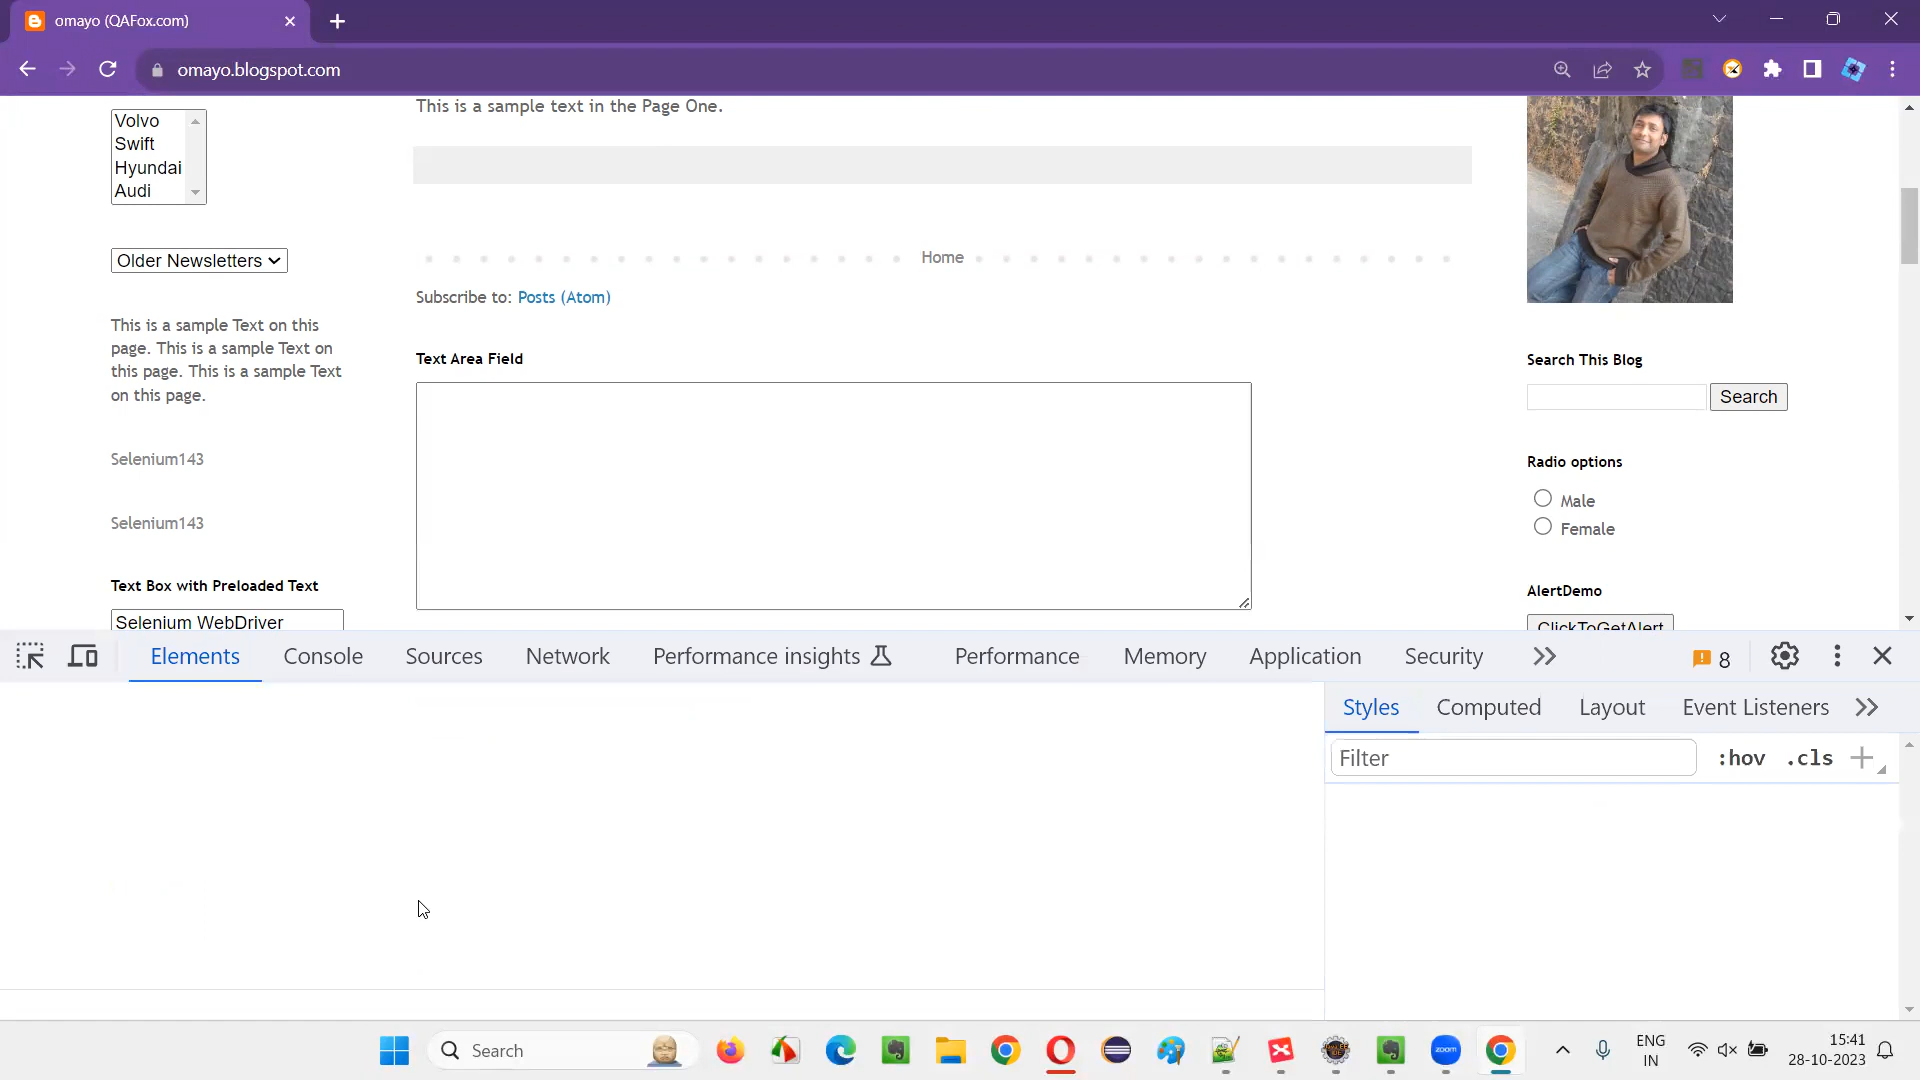 omayo (QAFox.com)
omayo.blogspot.com
Volvo
Swift
Hyundai
Audi
Older Newsletters
This is a sample Text on this
page. This is a sample Text on
this page. This is a sample Text
on this page.
Selenium143
Selenium143
Text Box with Preloaded Text
Selenium WebDriver
This is a sample text in the Page One.
Home
Subscribe to: Posts (Atom)
Text Area Field
Search This Blog
Search
Radio options
Male
Female
AlertDemo
ClickToGetAlert
Elements Console Sources Network Performance insights Performance Memory Application Security 8
Styles Computed Layout Event Listeners
Filter :hov .cls
Search
zoom
ENG
IN
15:41
28-10-2023